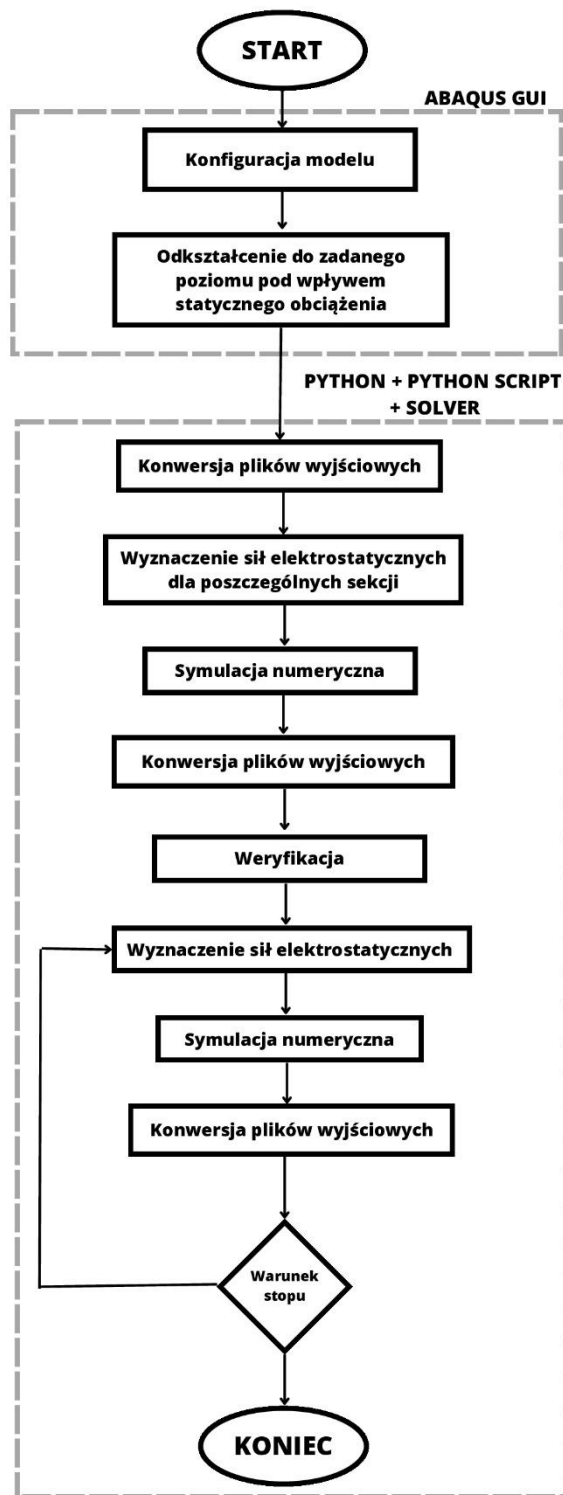 START
ABAQUS GUI
Konfiguracja modelu
Odkształcenie do zadanego
poziomu pod wpływem
statycznego obciążenia
PYTHON + PYTHON SCRIPT
+ SOLVER
Konwersja plików wyjściowych
Wyznaczenie sił elektrostatycznych
dla poszczególnych sekcji
Symulacja numeryczna
Konwersja plików wyjściowych
Weryfikacja
Wyznaczenie sił elektrostatycznych
Symulacja numeryczna
Konwersja plików wyjściowych
Warunek
stopu
KONIEC